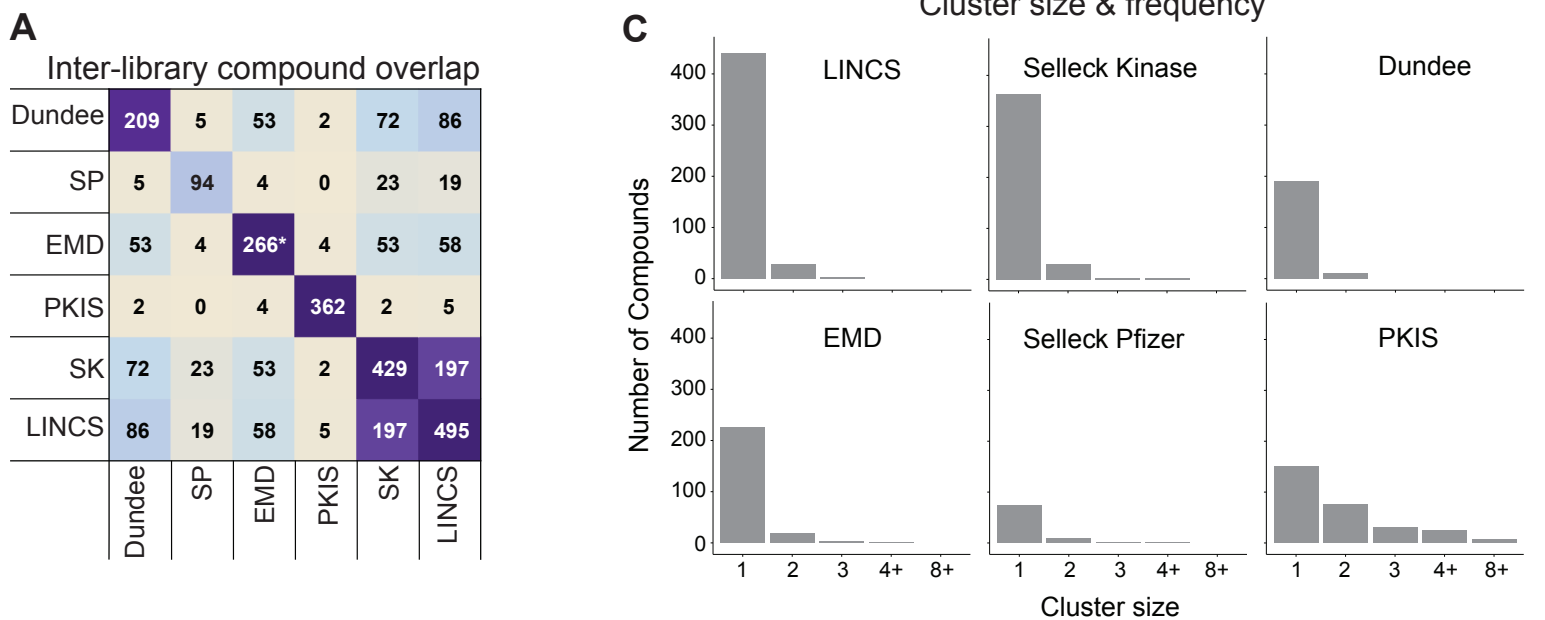 A
Inter-library compound overlap
Dundee 209 5 53 2 72 86
SP 5 94 4 0 23 19
EMD 53 4 266* 4 53 58
PKIS 2 0 4 362 2 5
SK 72 23 53 2 429 197
LINCS 86 19 58 5 197 495
Dundee SP EMD PKIS SK LINCS
C
Cluster size & frequency
Number of Compounds
LINCS Selleck Kinase Dundee
400
300
200
100
0
EMD Selleck Pfizer PKIS
400
300
200
100
0
1 2 3 4+ 8+ 1 2 3 4+ 8+ 1 2 3 4+ 8+
Cluster size